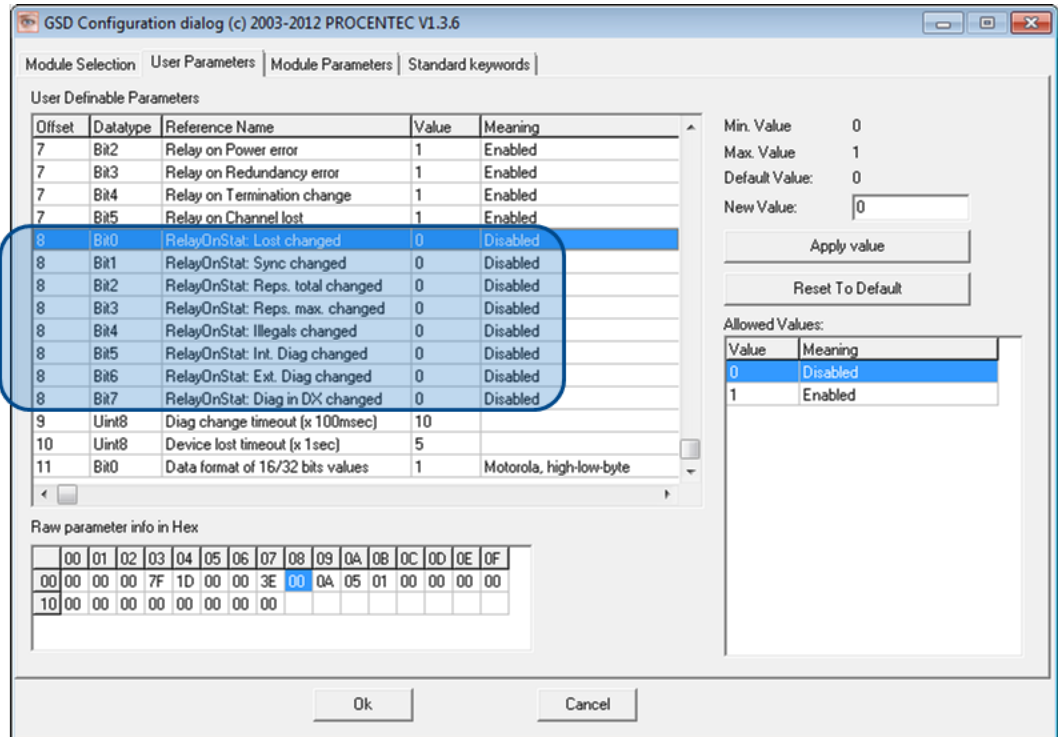 GSD Configuration dialog (c) 2003-2012 PROCENTEC V1.3.6
Module Selection User Parameters Module Parameters Standard keywords
User Definable Parameters
Offset Datatype Reference Name Value Meaning
7 Bit2 Relay on Power error 1 Enabled
7 Bit3 Relay on Redundancy error 1 Enabled
7 Bit4 Relay on Termination change 1 Enabled
7 Bit5 Relay on Channel lost 1 Enabled
8 Bit0 RelayOnStat: Lost changed 0 Disabled
8 Bit1 RelayOnStat: Sync changed 0 Disabled
8 Bit2 RelayOnStat: Reps. total changed 0 Disabled
8 Bit3 RelayOnStat: Reps. max. changed 0 Disabled
8 Bit4 RelayOnStat: Illegals changed 0 Disabled
8 Bit5 RelayOnStat: Int. Diag changed 0 Disabled
8 Bit6 RelayOnStat: Ext. Diag changed 0 Disabled
8 Bit7 RelayOnStat: Diag in DX changed 0 Disabled
9 Uint8 Diag change timeout (x 100msec) 10
10 Uint8 Device lost timeout (x 1sec) 5
11 Bit0 Data format of 16/32 bits values 1 Motorola, high-low-byte
Min. Value 0
Max. Value 1
Default Value: 0
New Value: 0
Apply value
Reset To Default
Allowed Values:
Value Meaning
0 Disabled
1 Enabled
Raw parameter info in Hex
00 01 02 03 04 05 06 07 08 09 0A 0B 0C 0D 0E 0F
00 00 00 00 7F 1D 00 00 3E 00 0A 05 01 00 00 00 00
10 00 00 00 00 00 00 00 00
Ok Cancel